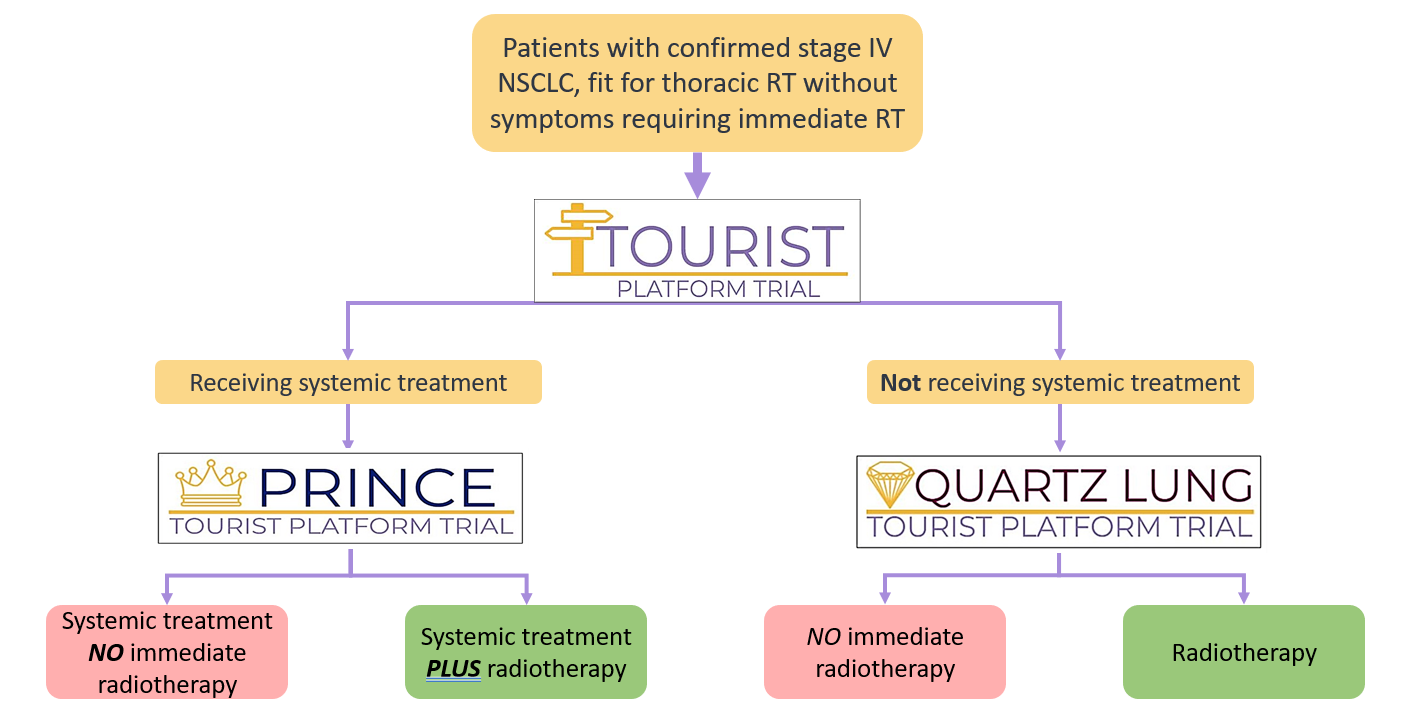 Patients with confirmed stage IV
NSCLC, fit for thoracic RT without
symptoms requiring immediate RT
TOURIST
PLATFORM TRIAL
Receiving systemic treatment
Not receiving systemic treatment
PRINCE
TOURIST PLATFORM TRIAL
QUARTZ LUNG
TOURIST PLATFORM TRIAL
Systemic treatment
NO immediate
radiotherapy
Systemic treatment
PLUS radiotherapy
NO immediate
radiotherapy
Radiotherapy